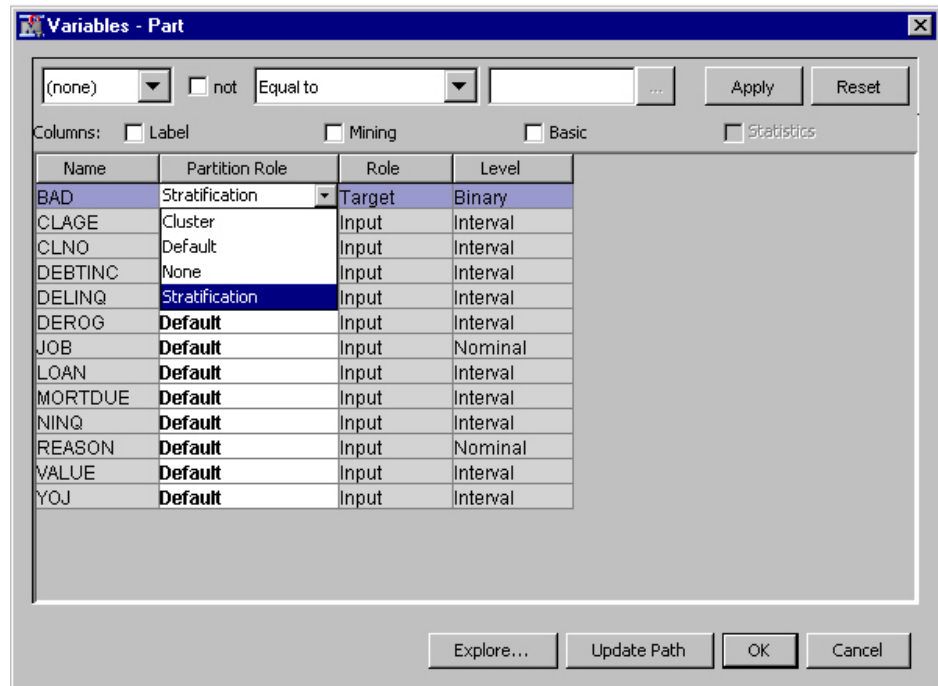 Variables - Part
(none) not Equal to ... Apply Reset
Columns: Label Mining Basic Statistics
Name Partition Role Role Level
BAD Stratification Target Binary
CLAGE Cluster Input Interval
CLNO Default Input Interval
DEBTINC None Input Interval
DELINQ Stratification Input Interval
DEROG Default Input Interval
JOB Default Input Nominal
LOAN Default Input Interval
MORTDUE Default Input Interval
NINQ Default Input Interval
REASON Default Input Nominal
VALUE Default Input Interval
YOJ Default Input Interval
Explore... Update Path OK Cancel